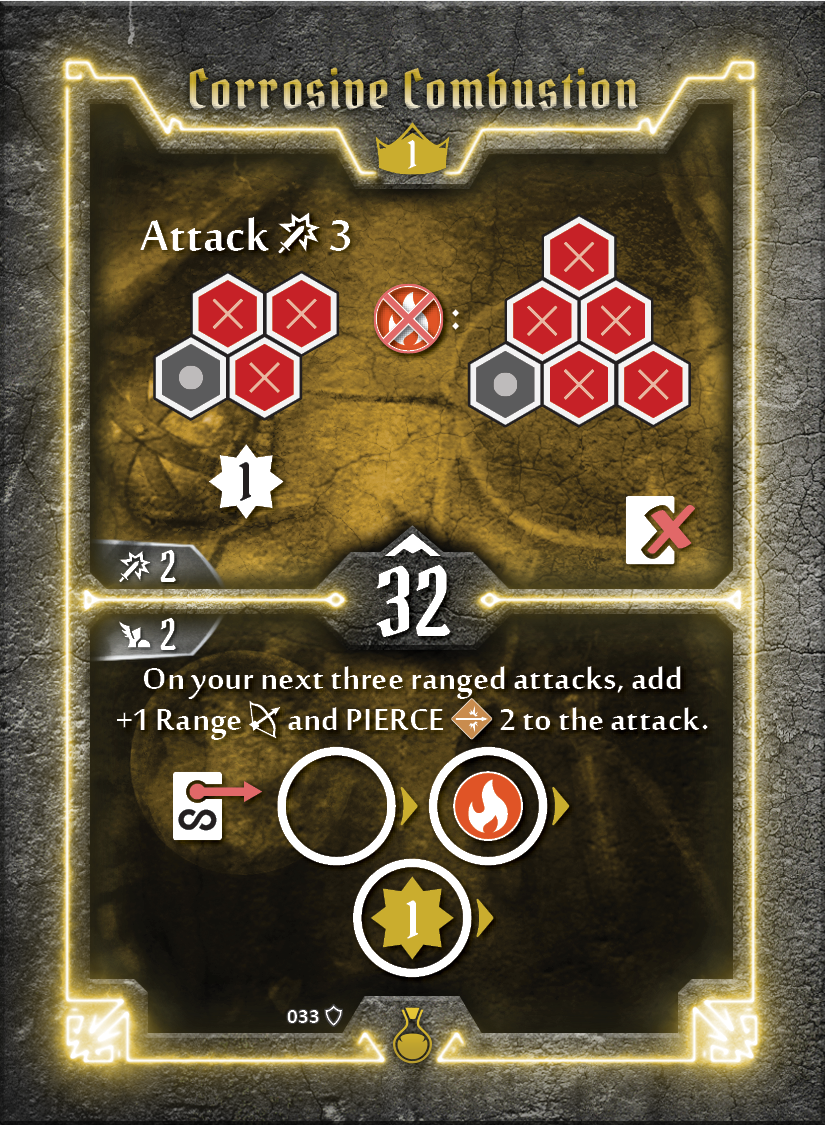 Corrosive Combustion
1
Attack 3
:
1
2
32
2
On your next three ranged attacks, add
+1 Range and PIERCE 2 to the attack.
1
033